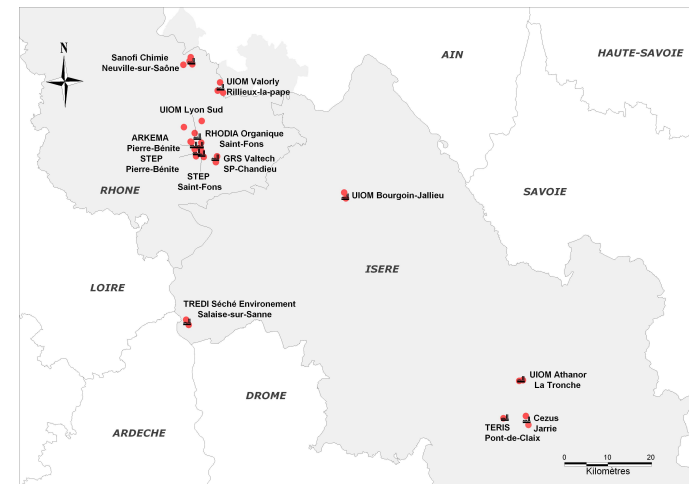 N
AIN
HAUTE-SAVOIE
Sanofi Chimie
Neuville-sur-Saône
UIOM Valorly
Rillieux-la-pape
UIOM Lyon Sud
ARKEMA
Pierre-Bénite
RHODIA Organique
Saint-Fons
STEP
Pierre-Bénite
GRS Valtech
SP-Chandieu
STEP
Saint-Fons
RHONE
UIOM Bourgoin-Jallieu
SAVOIE
ISERE
LOIRE
TREDI Séché Environement
Salaise-sur-Sanne
UIOM Athanor
La Tronche
DROME
ARDECHE
TERIS
Pont-de-Claix
Cezus
Jarrie
0 10 20
Kilomètres